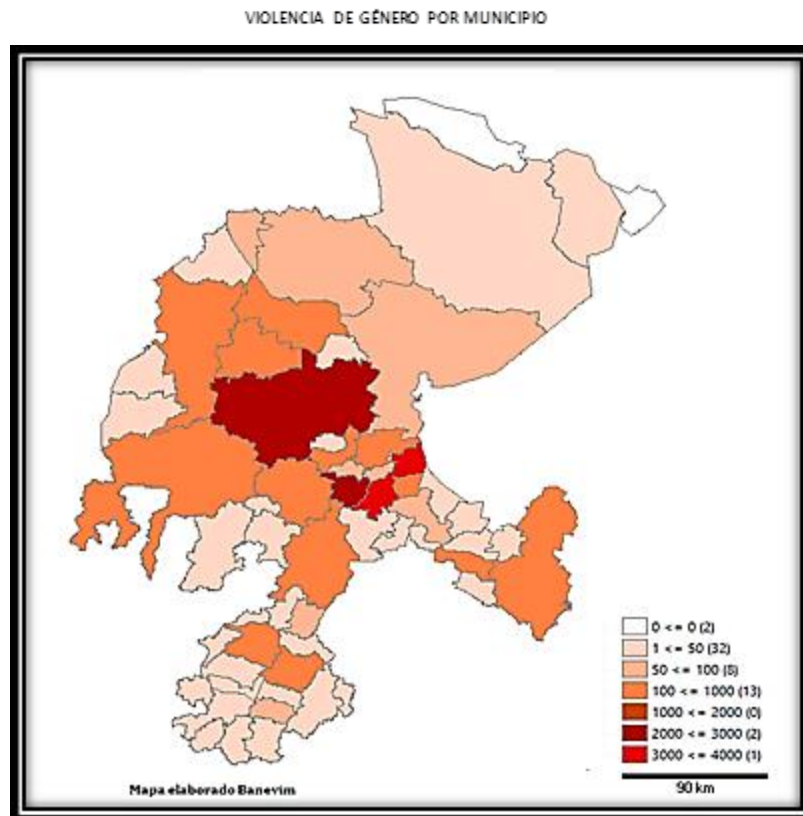 VIOLENCIA DE GÉNERO POR MUNICIPIO
0 <= 0 (2)
1 <= 50 (32)
50 <= 100 (8)
100 <= 1000 (13)
1000 <= 2000 (0)
2000 <= 3000 (2)
3000 <= 4000 (1)
90 km
Mapa elaborado Banevim